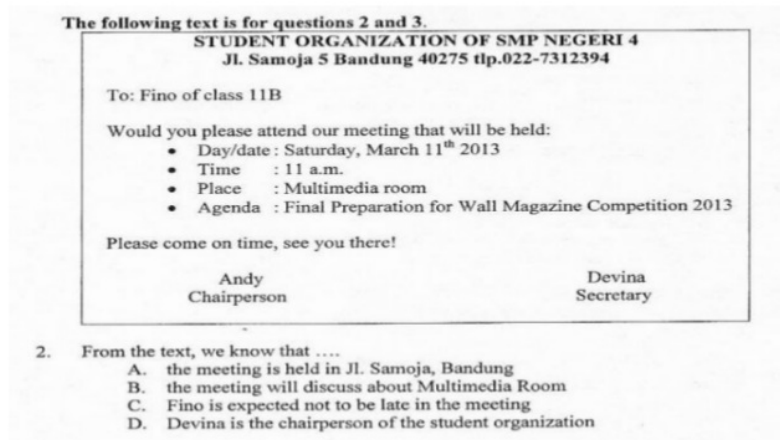 The following text is for questions 2 and 3.
STUDENT ORGANIZATION OF SMP NEGERI 4
Jl. Samoja 5 Bandung 40275 tlp.022-7312394
To: Fino of class 11B
Would you please attend our meeting that will be held:
• Day/date : Saturday, March 11th 2013
• Time : 11 a.m.
• Place : Multimedia room
• Agenda : Final Preparation for Wall Magazine Competition 2013
Please come on time, see you there!
Andy Devina
Chairperson Secretary
2. From the text, we know that ....
A. the meeting is held in Jl. Samoja, Bandung
B. the meeting will discuss about Multimedia Room
C. Fino is expected not to be late in the meeting
D. Devina is the chairperson of the student organization